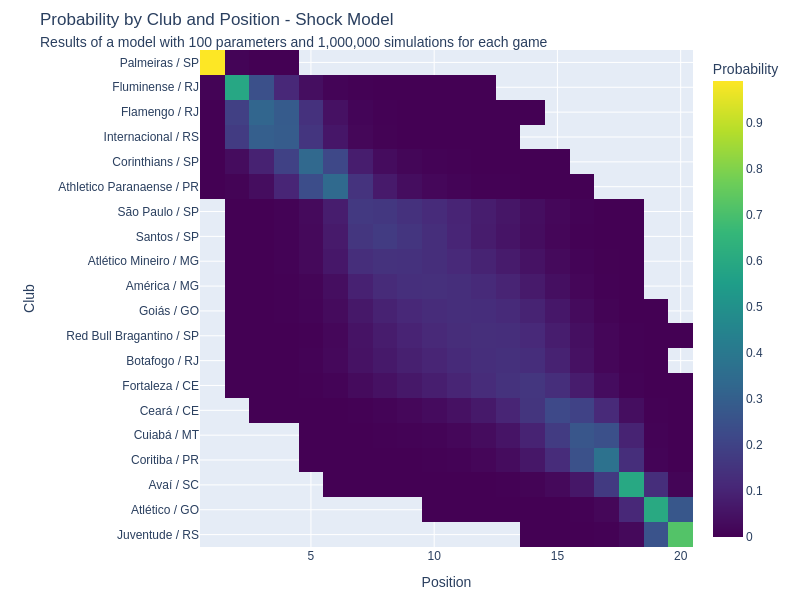 Probability by Club and Position - Shock Model
Results of a model with 100 parameters and 1,000,000 simulations for each game
Palmeiras / SP
Fluminense / RJ
Flamengo / RJ
Internacional / RS
Corinthians / SP
Athletico Paranaense / PR
São Paulo / SP
Santos / SP
Atlético Mineiro / MG
América / MG
Goiás / GO
Red Bull Bragantino / SP
Botafogo / RJ
Fortaleza / CE
Ceará / CE
Cuiabá / MT
Coritiba / PR
Avaí / SC
Atlético / GO
Juventude / RS
Club
5
10
15
20
Position
Probability
0.9
0.8
0.7
0.6
0.5
0.4
0.3
0.2
0.1
0